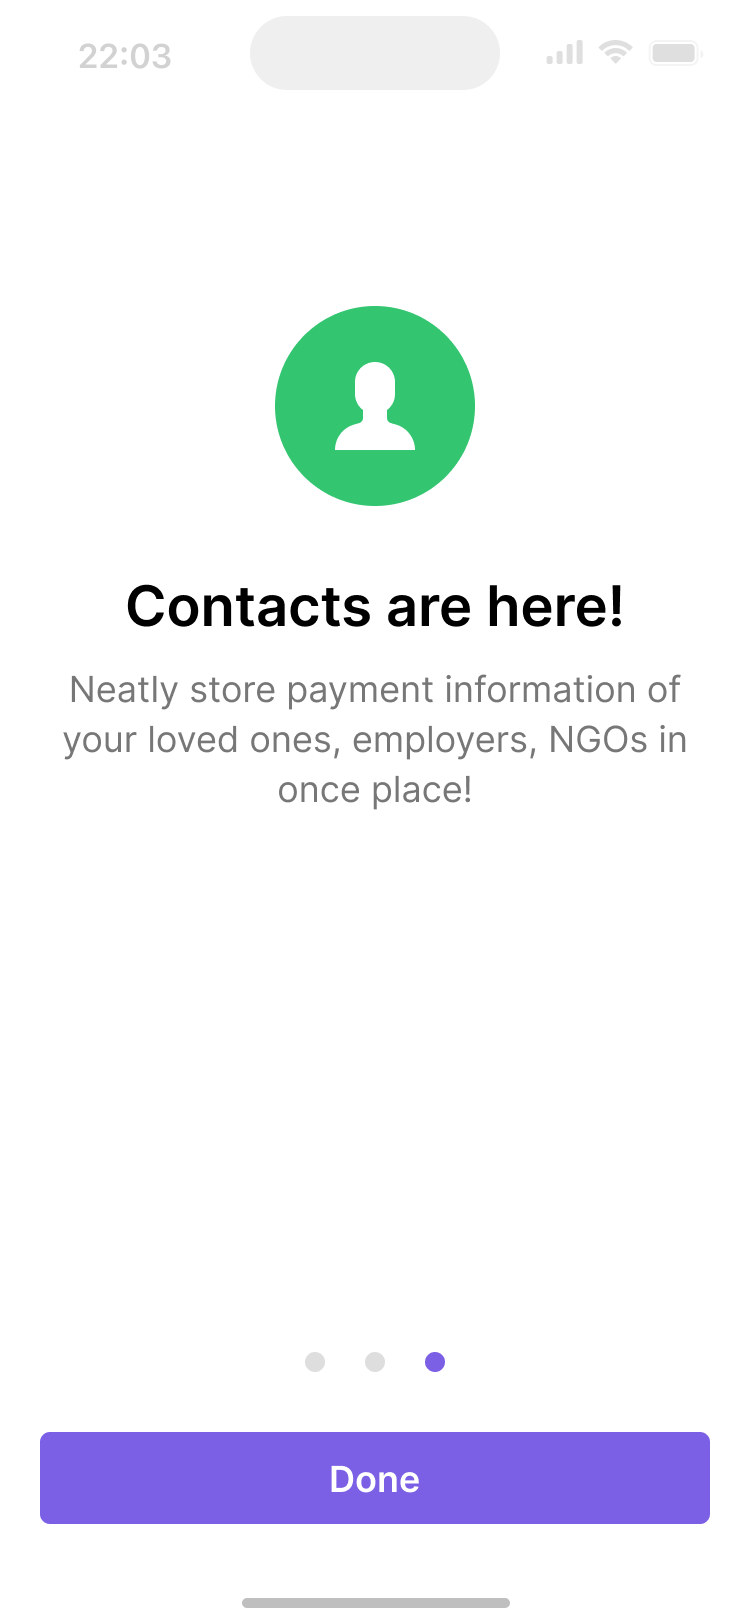 22:03
Contacts are here!
Neatly store payment information of
your loved ones, employers, NGOs in
once place!
Done